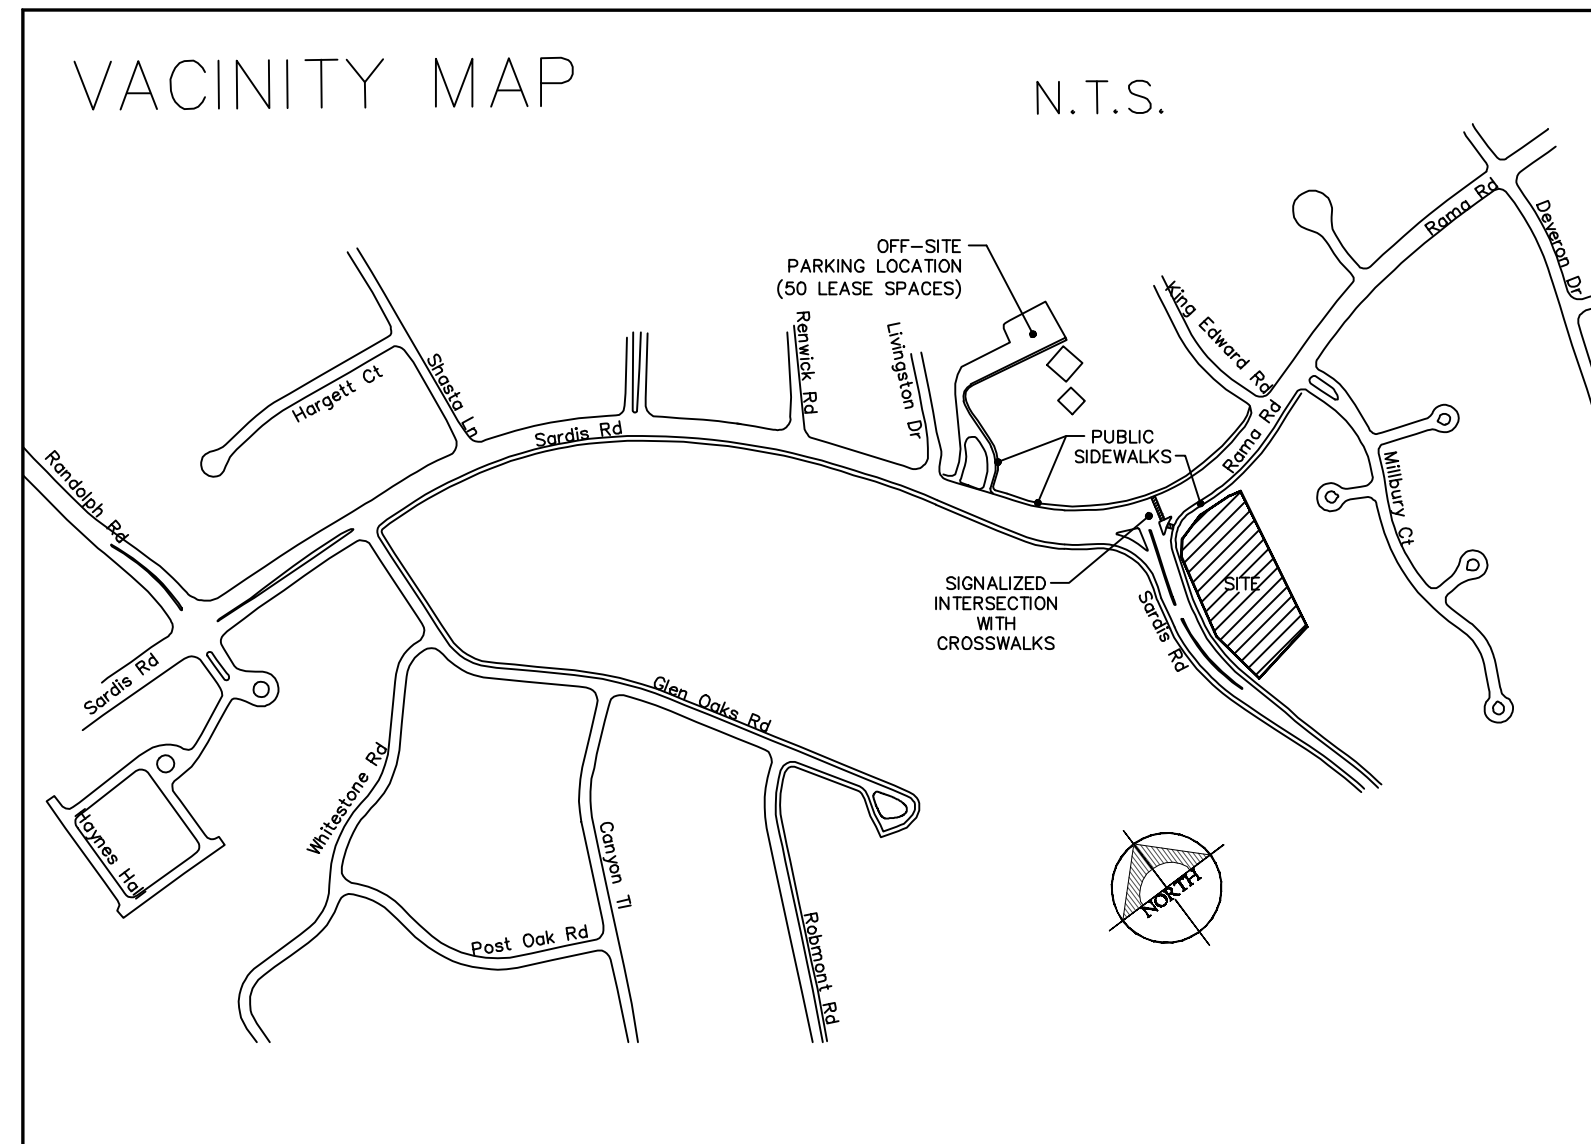 VACINITY MAP
N.T.S.
Rama Rd
Deveron Dr
OFF-SITE
PARKING LOCATION
(50 LEASE SPACES)
King Edward Rd
Renwick Rd
Livingston Dr
Shasta Ln
Hargett Ct
Sardis Rd
Rama Rd
PUBLIC
SIDEWALKS
Millbury Ct
Randolph Rd
SIGNALIZED
INTERSECTION
WITH
CROSSWALKS
SITE
Sardis Rd
Sardis Rd
Glen Oaks Rd
Whitestone Rd
Haynes Hall
Canyon Tl
Post Oak Rd
Robmont Rd
NORTH